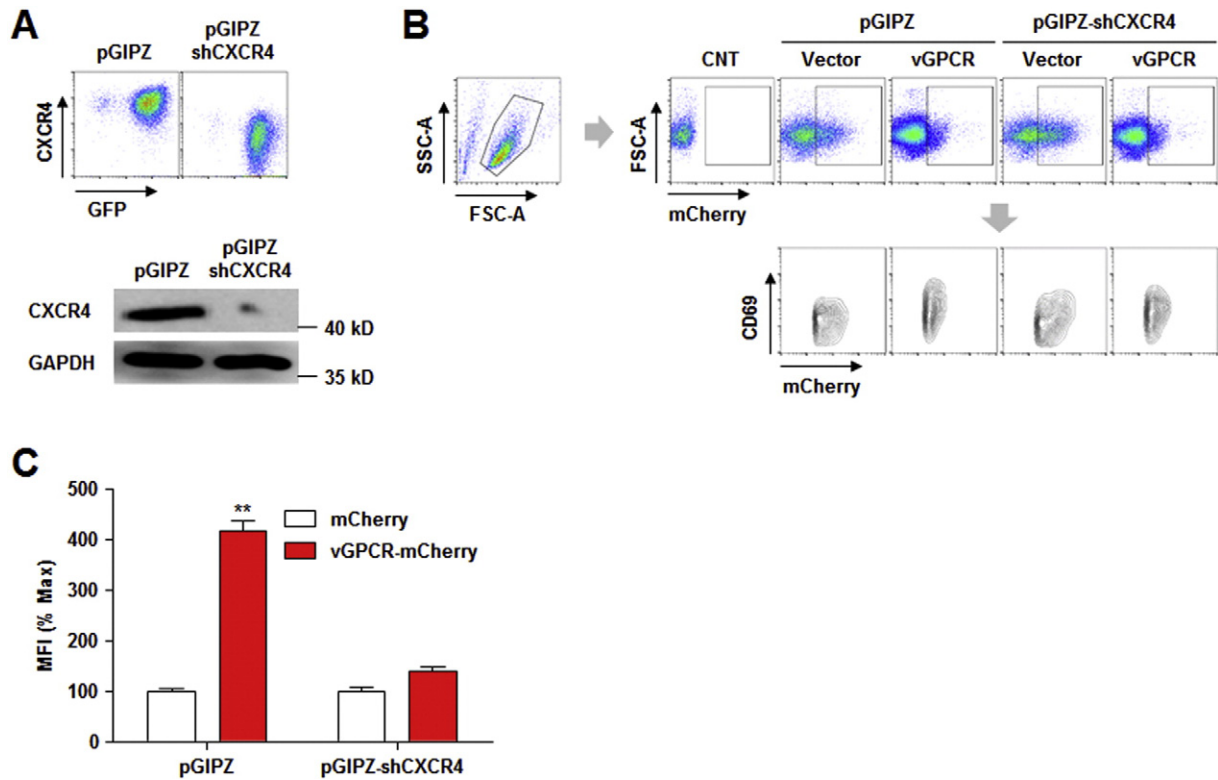 A
pGIPZ
pGIPZ
shCXCR4
CXCR4
GFP
pGIPZ
pGIPZ
shCXCR4
CXCR4
40 kD
GAPDH
35 kD
B
pGIPZ
pGIPZ-shCXCR4
CNT
Vector
vGPCR
Vector
vGPCR
SSC-A
FSC-A
FSC-A
mCherry
CD69
mCherry
C
500
400
300
200
100
0
MFI (% Max)
**
mCherry
vGPCR-mCherry
pGIPZ
pGIPZ-shCXCR4